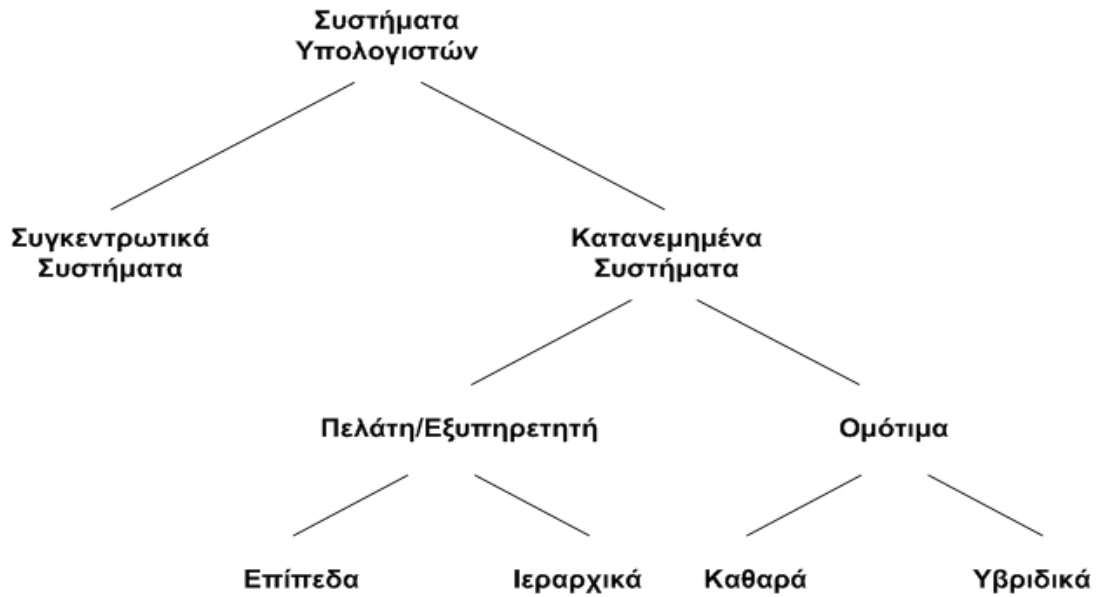 Συστήματα
Υπολογιστών
Συγκεντρωτικά
Συστήματα
Κατανεμημένα
Συστήματα
Πελάτη/Εξυπηρετητή
Ομότιμα
Επίπεδα
Ιεραρχικά
Καθαρά
Υβριδικά